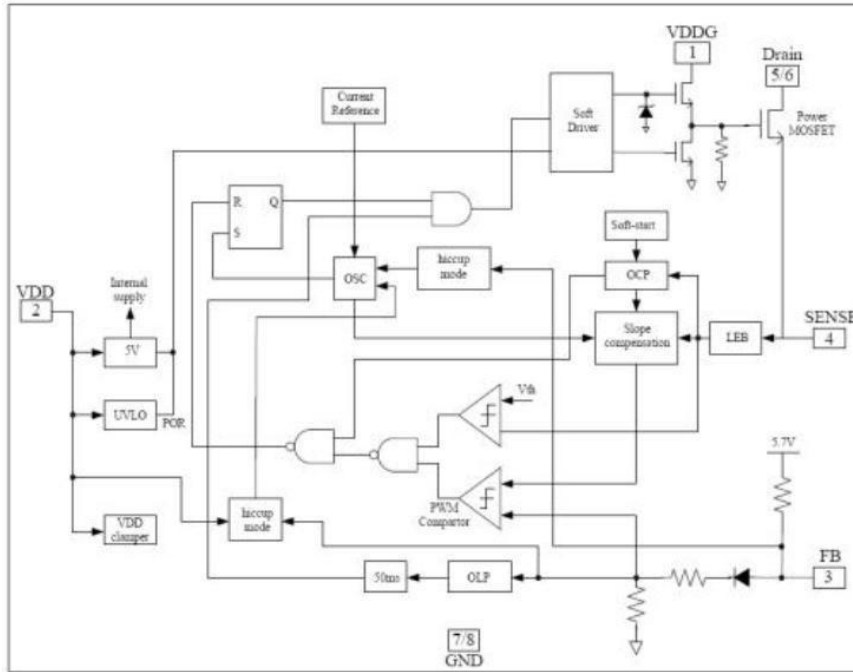 VDDG
1
Drain
5/6
Current
Reference
Soft
Driver
Power
MOSFET
R
Q
S
Soft-start
Internal
supply
OSC
hiccup
mode
OCP
VDD
2
5V
Slope
compensation
LEB
SENSE
4
UVLO
POR
Vth
5.7V
VDD
clamper
hiccup
mode
PWM
Compartor
50ms
OLP
FB
3
7/8
GND